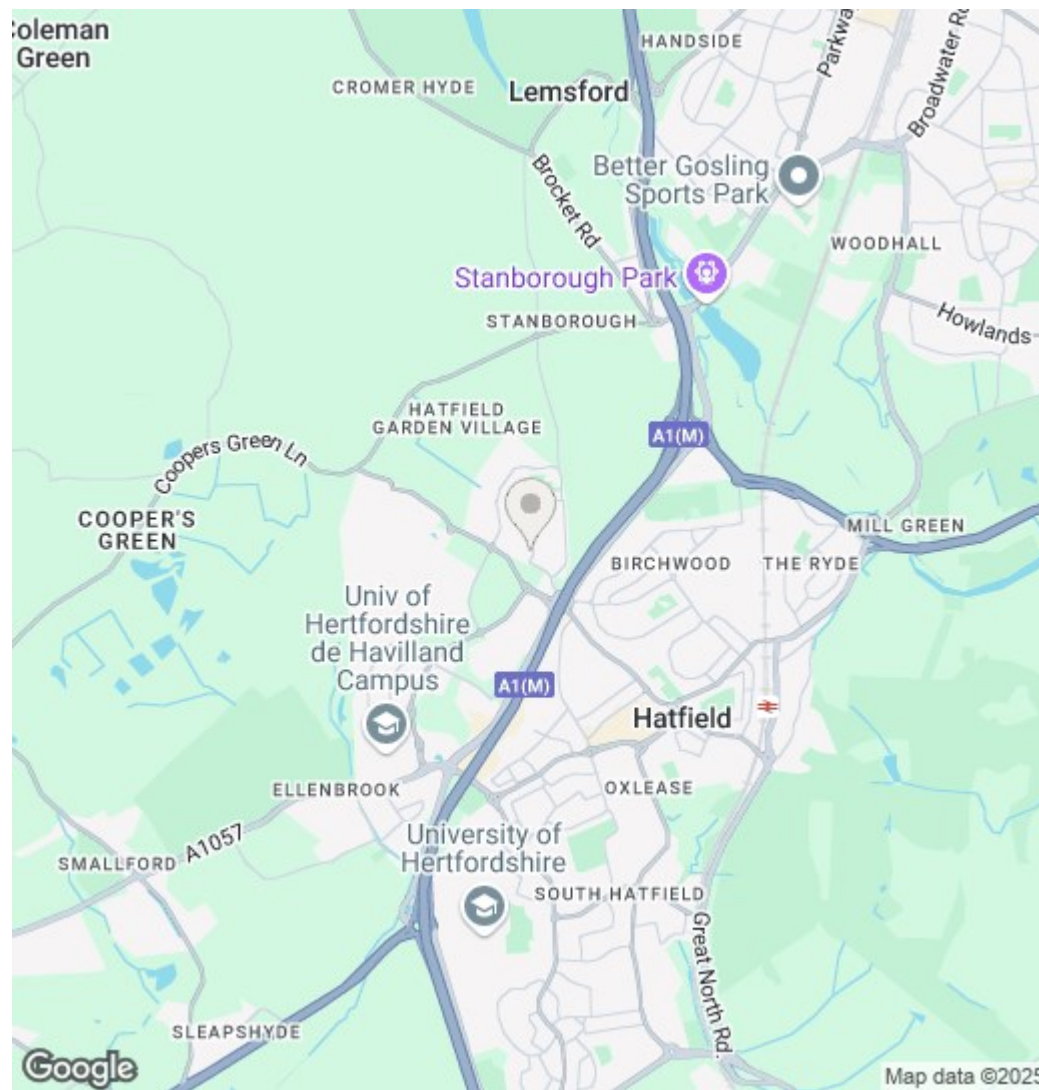 Coleman
Green
HANDSIDE
Parkway
CROMER HYDE
Lemsford
Broadwater Rd
Better Gosling
Sports Park
Brocket Rd
WOODHALL
Stanborough Park
STANBOROUGH
Howlands
HATFIELD
GARDEN VILLAGE
A1(M)
Coopers Green Ln
COOPER'S
GREEN
MILL GREEN
BIRCHWOOD
THE RYDE
Univ of
Hertfordshire
de Havilland
Campus
A1(M)
Hatfield
ELLENBROOK
OXLEASE
A1057
University of
Hertfordshire
SMALLFORD
SOUTH HATFIELD
Great North Rd.
SLEAPSHYDE
Google
Map data ©2025